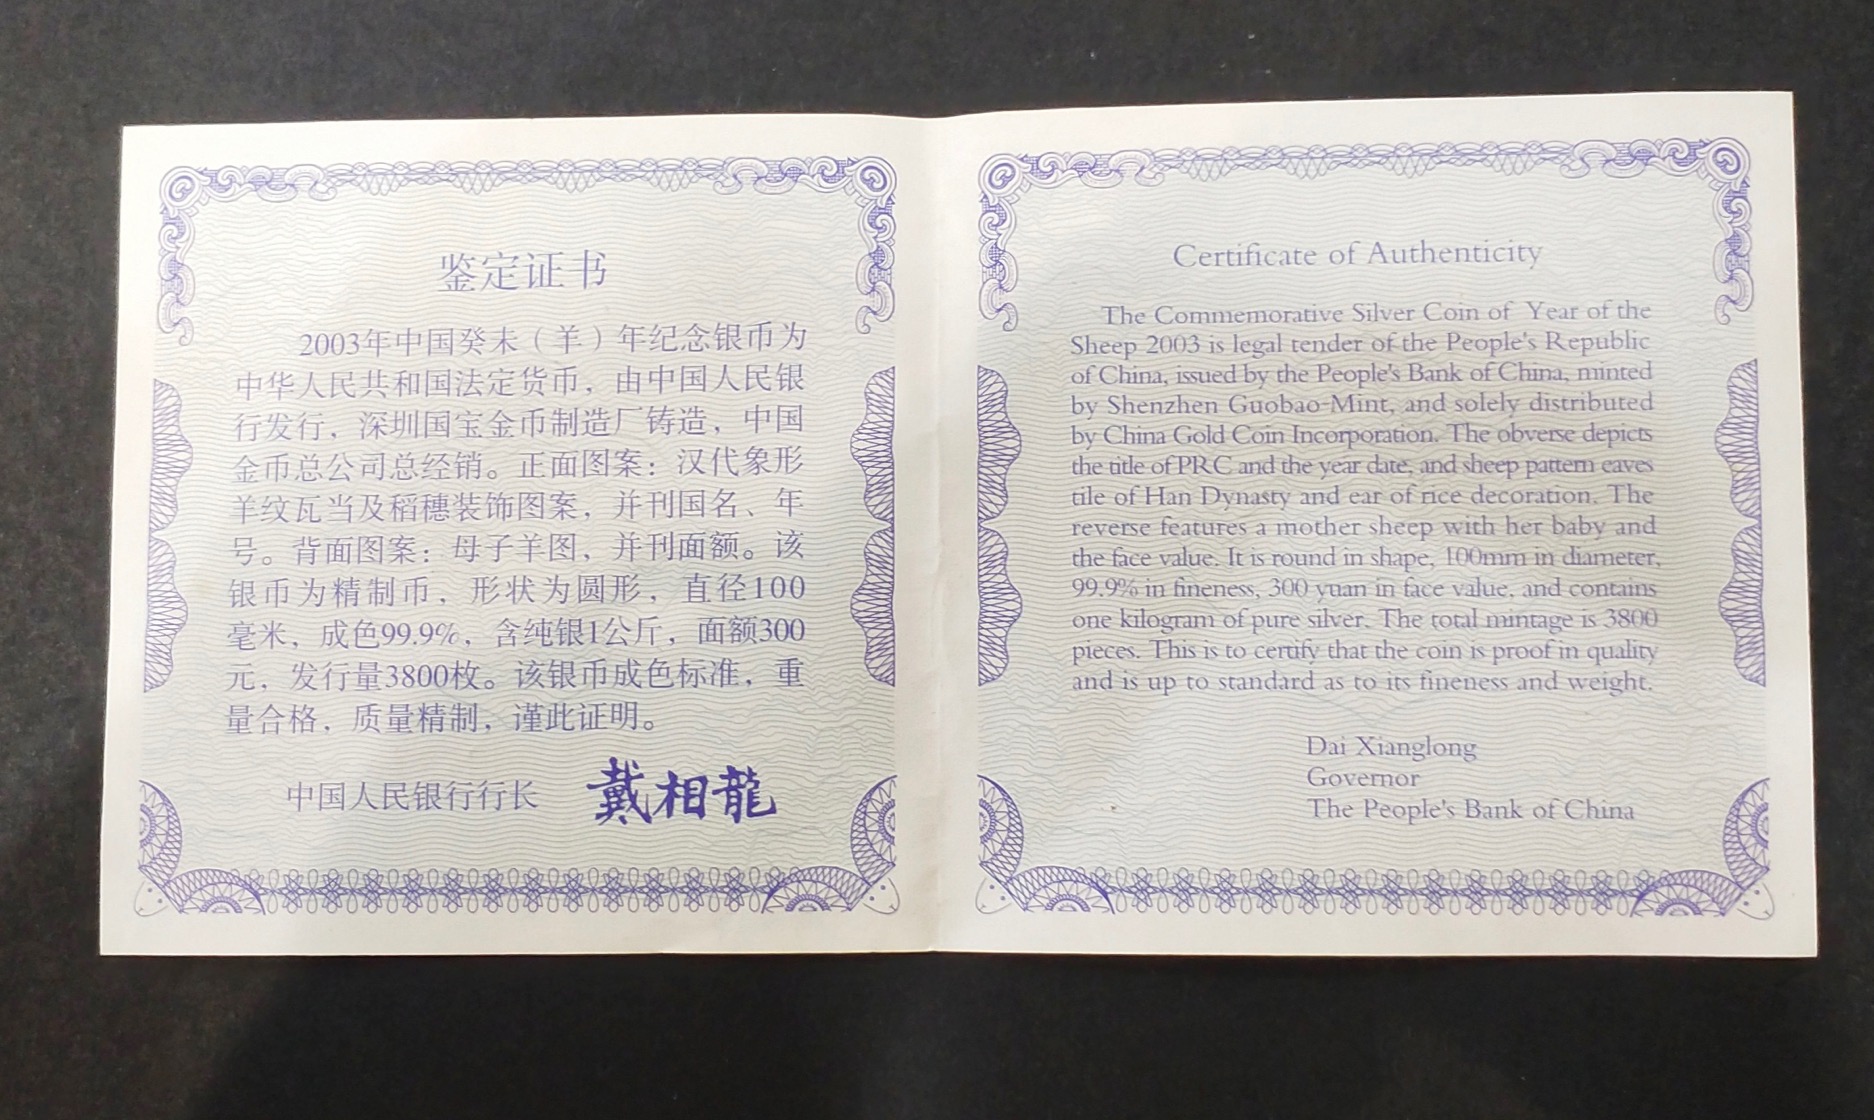 鉴定证书
2003年中国癸未（羊）年纪念银币为
中华人民共和国法定货币，由中国人民银
行发行，深圳国宝金币制造厂铸造，中国
金币总公司总经销。正面图案：汉代象形
羊纹瓦当及稻穗装饰图案，并刊国名、年
号。背面图案：母子羊图，并刊面额。该
银币为精制币，形状为圆形，直径100
毫米，成色99.9%，含纯银1公斤，面额300
元，发行量3800枚。该银币成色标准，重
量合格，质量精制，谨此证明。
中国人民银行行长 戴相龍
Certificate of Authenticity
The Commemorative Silver Coin of Year of the
Sheep 2003 is legal tender of the People's Republic
of China, issued by the People's Bank of China, minted
by Shenzhen Guobao Mint, and solely distributed
by China Gold Coin Incorporation. The obverse depicts
the title of PRC and the year date, and sheep pattern eaves
tile of Han Dynasty and ear of rice decoration. The
reverse features a mother sheep with her baby and
the face value. It is round in shape, 100mm in diameter,
99.9% in fineness, 300 yuan in face value, and contains
one kilogram of pure silver. The total mintage is 3800
pieces. This is to certify that the coin is proof in quality
and is up to standard as to its fineness and weight.
Dai Xianglong
Governor
The People's Bank of China